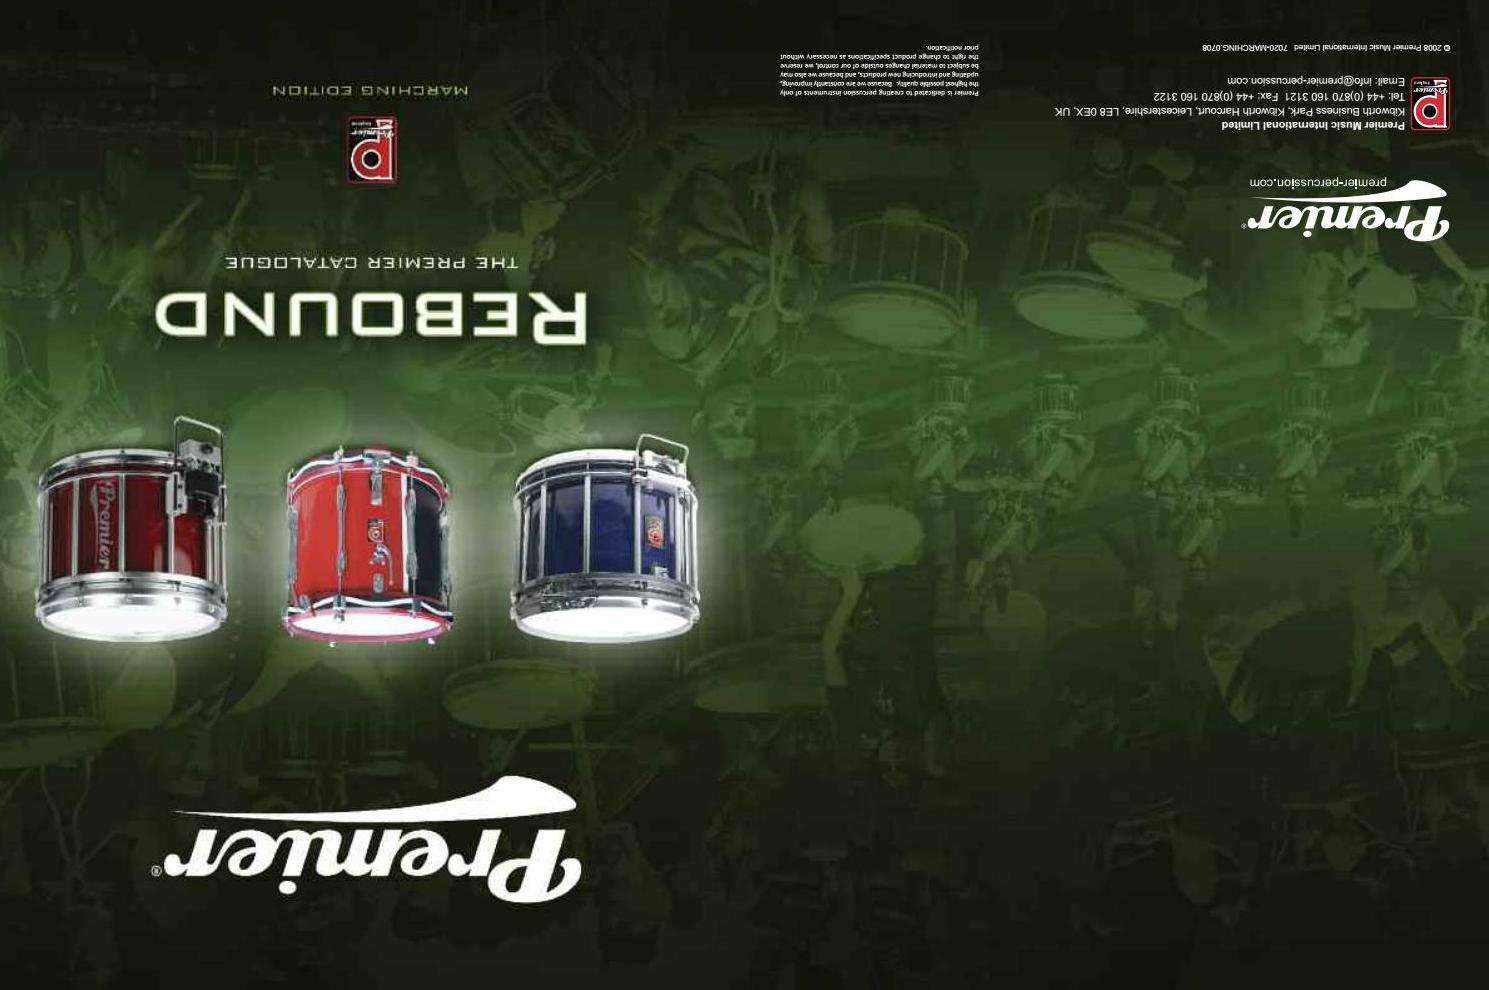 Premier®
REBOUND
THE PREMIER CATALOGUE
Premier
MARCHING EDITION
Premier
Premier®
premier-percussion.com
Premier
Premier Music International Limited
Kibworth Business Park, Kibworth Harcourt, Leicestershire, LE8 0EX, UK
Tel: +44 (0)870 160 3121 Fax: +44 (0)870 160 3122
Email: info@premier-percussion.com
© 2008 Premier Music International Limited 7020-MARCHING.0708
Premier is dedicated to creating percussion instruments of only
the highest possible quality. Because we are constantly improving,
updating and introducing new products, and because we also may
be subject to material changes outside of our control, we reserve
the right to change product specifications as necessary without
prior notification.